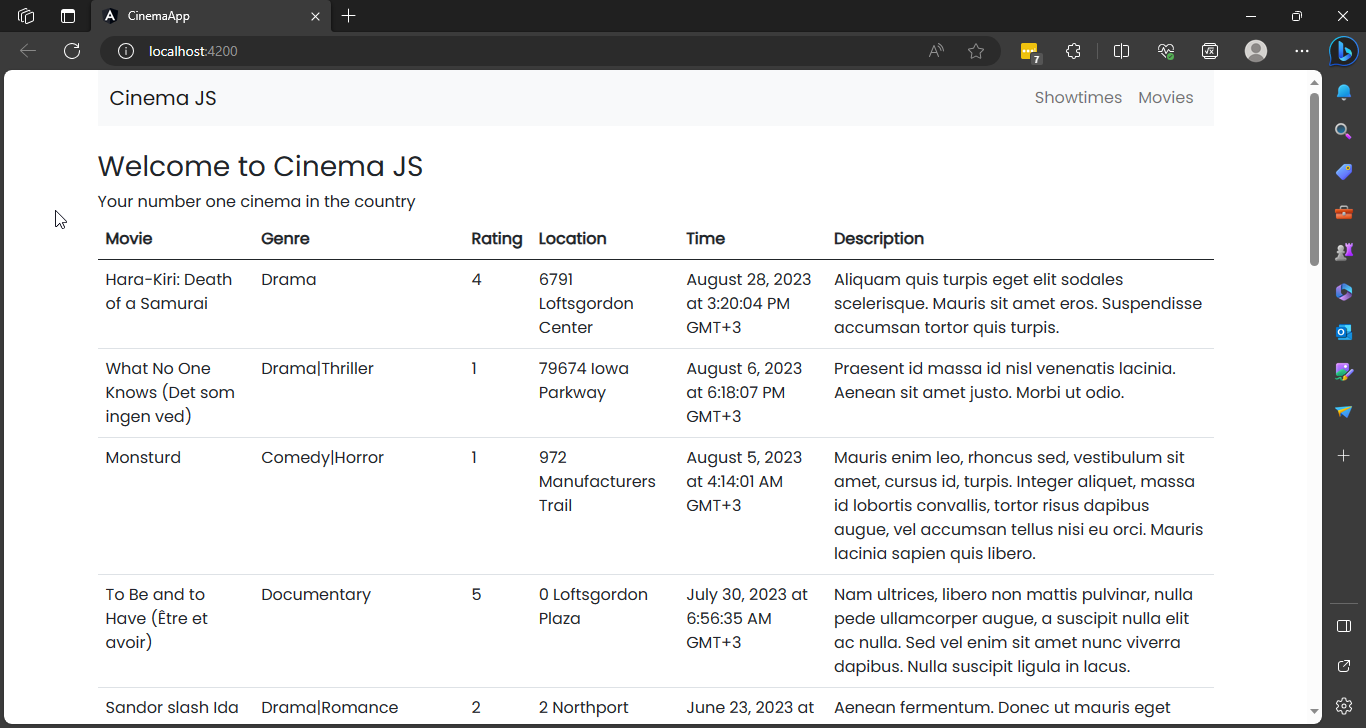 CinemaApp
localhost:4200
7
Cinema JS Showtimes Movies
Welcome to Cinema JS
Your number one cinema in the country
Movie Genre Rating Location Time Description
Hara-Kiri: Death Drama 4 6791 August 28, 2023 Aliquam quis turpis eget elit sodales
of a Samurai Loftsgordon at 3:20:04 PM scelerisque. Mauris sit amet eros. Suspendisse
Center GMT+3 accumsan tortor quis turpis.
What No One Drama|Thriller 1 79674 Iowa August 6, 2023 Praesent id massa id nisl venenatis lacinia.
Knows (Det som Parkway at 6:18:07 PM Aenean sit amet justo. Morbi ut odio.
ingen ved) GMT+3
Monsturd Comedy|Horror 1 972 August 5, 2023 Mauris enim leo, rhoncus sed, vestibulum sit
Manufacturers at 4:14:01 AM amet, cursus id, turpis. Integer aliquet, massa
Trail GMT+3 id lobortis convallis, tortor risus dapibus
augue, vel accumsan tellus nisi eu orci. Mauris
lacinia sapien quis libero.
To Be and to Documentary 5 0 Loftsgordon July 30, 2023 at Nam ultrices, libero non mattis pulvinar, nulla
Have (Être et Plaza 6:56:35 AM pede ullamcorper augue, a suscipit nulla elit
avoir) GMT+3 ac nulla. Sed vel enim sit amet nunc viverra
dapibus. Nulla suscipit ligula in lacus.
Sandor slash Ida Drama|Romance 2 2 Northport June 23, 2023 at Aenean fermentum. Donec ut mauris eget